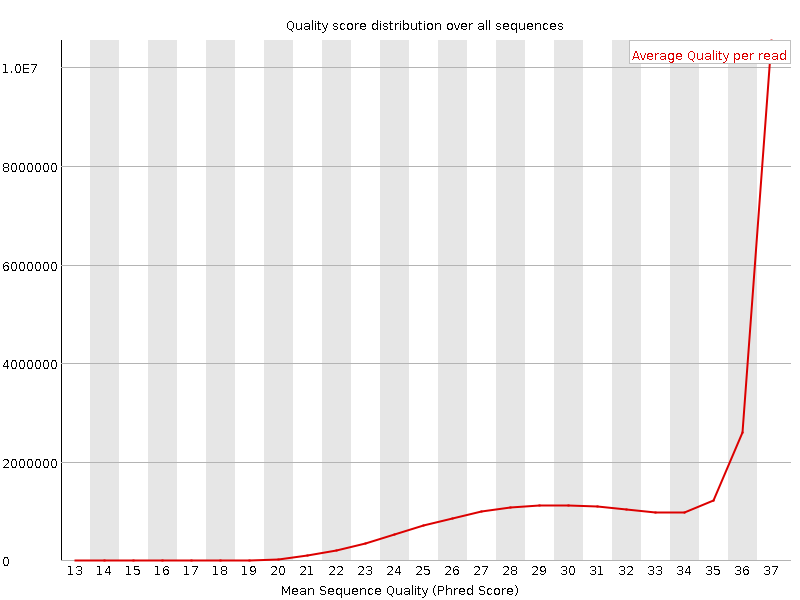 Quality score distribution over all sequences
Average Quality per read
1.0E7
8000000
6000000
4000000
2000000
0
13 14 15 16 17 18 19 20 21 22 23 24 25 26 27 28 29 30 31 32 33 34 35 36 37
Mean Sequence Quality (Phred Score)